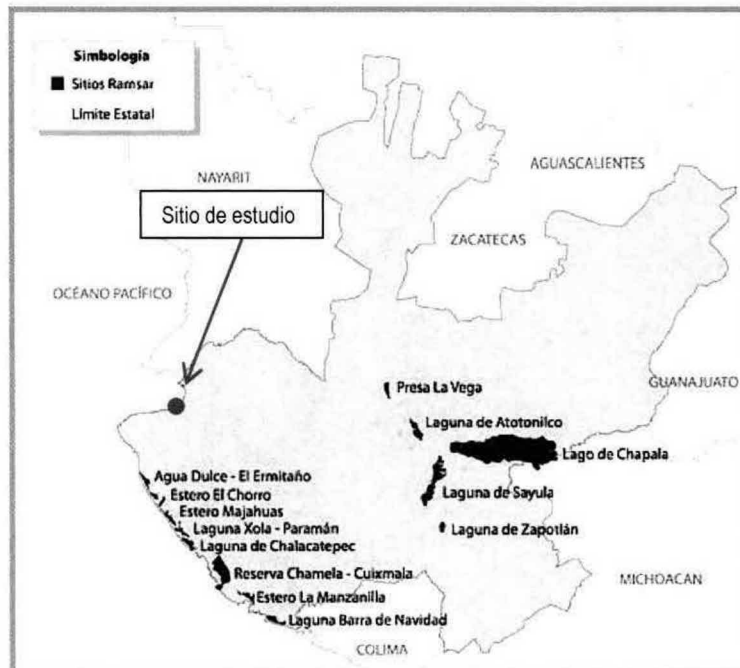 Simbología
Sitios Ramsar
Límite Estatal
NAYARIT
AGUASCALIENTES
Sitio de estudio
ZACATECAS
OCÉANO PACÍFICO
GUANAJUATO
Presa La Vega
Laguna de Atotonilco
Lago de Chapala
Agua Dulce - El Ermitaño
Estero El Chorro
Laguna de Sayula
Estero Majahuas
Laguna Xola - Paramán
Laguna de Zapotlán
Laguna de Chalacatepec
Reserva Chamela - Cuixmala
MICHOACÁN
Estero La Manzanilla
Laguna Barra de Navidad
COLIMA